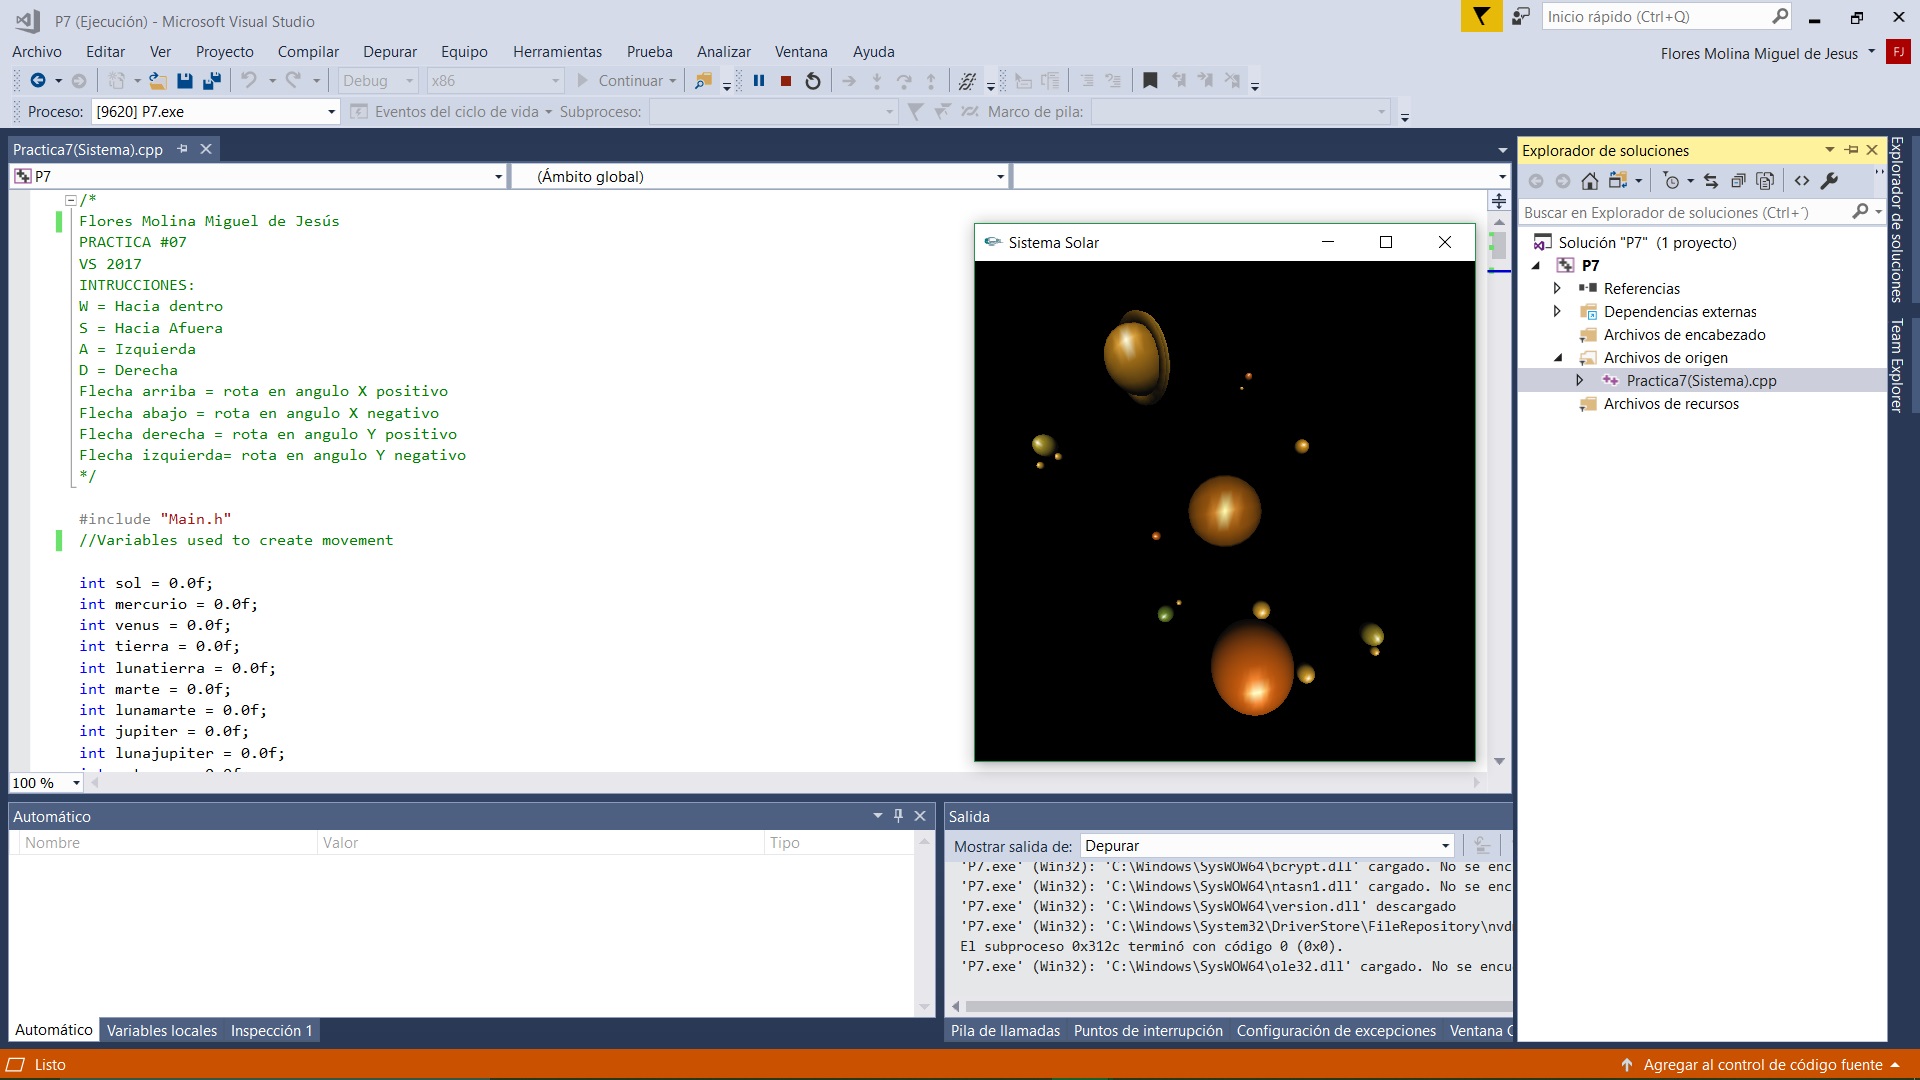 P7 (Ejecución) - Microsoft Visual Studio
Inicio rápido (Ctrl+Q)
Archivo Editar Ver Proyecto Compilar Depurar Equipo Herramientas Prueba Analizar Ventana Ayuda
Flores Molina Miguel de Jesus FJ
Debug x86 Continuar
Proceso: [9620] P7.exe Eventos del ciclo de vida Subproceso: Marco de pila:
Practica7(Sistema).cpp
P7 (Ámbito global)
/*
Flores Molina Miguel de Jesús
PRACTICA #07
VS 2017
INTRUCCIONES:
W = Hacia dentro
S = Hacia Afuera
A = Izquierda
D = Derecha
Flecha arriba = rota en angulo X positivo
Flecha abajo = rota en angulo X negativo
Flecha derecha = rota en angulo Y positivo
Flecha izquierda= rota en angulo Y negativo
*/
#include "Main.h"
//Variables used to create movement
int sol = 0.0f;
int mercurio = 0.0f;
int venus = 0.0f;
int tierra = 0.0f;
int lunatierra = 0.0f;
int marte = 0.0f;
int lunamarte = 0.0f;
int jupiter = 0.0f;
int lunajupiter = 0.0f;
100 %
Sistema Solar
Explorador de soluciones
Buscar en Explorador de soluciones (Ctrl+´)
Solución "P7" (1 proyecto)
P7
Referencias
Dependencias externas
Archivos de encabezado
Archivos de origen
Practica7(Sistema).cpp
Archivos de recursos
Explorador de soluciones
Team Explorer
Automático
Nombre Valor Tipo
Automático Variables locales Inspección 1
Salida
Mostrar salida de: Depurar
'P7.exe' (Win32): 'C:\Windows\SysWOW64\bcrypt.dll' cargado. No se enc
'P7.exe' (Win32): 'C:\Windows\SysWOW64\ntasn1.dll' cargado. No se enc
'P7.exe' (Win32): 'C:\Windows\SysWOW64\version.dll' descargado
'P7.exe' (Win32): 'C:\Windows\System32\DriverStore\FileRepository\nvd
El subproceso 0x312c terminó con código 0 (0x0).
'P7.exe' (Win32): 'C:\Windows\SysWOW64\ole32.dll' cargado. No se encu
Pila de llamadas Puntos de interrupción Configuración de excepciones Ventana C
Listo
Agregar al control de código fuente